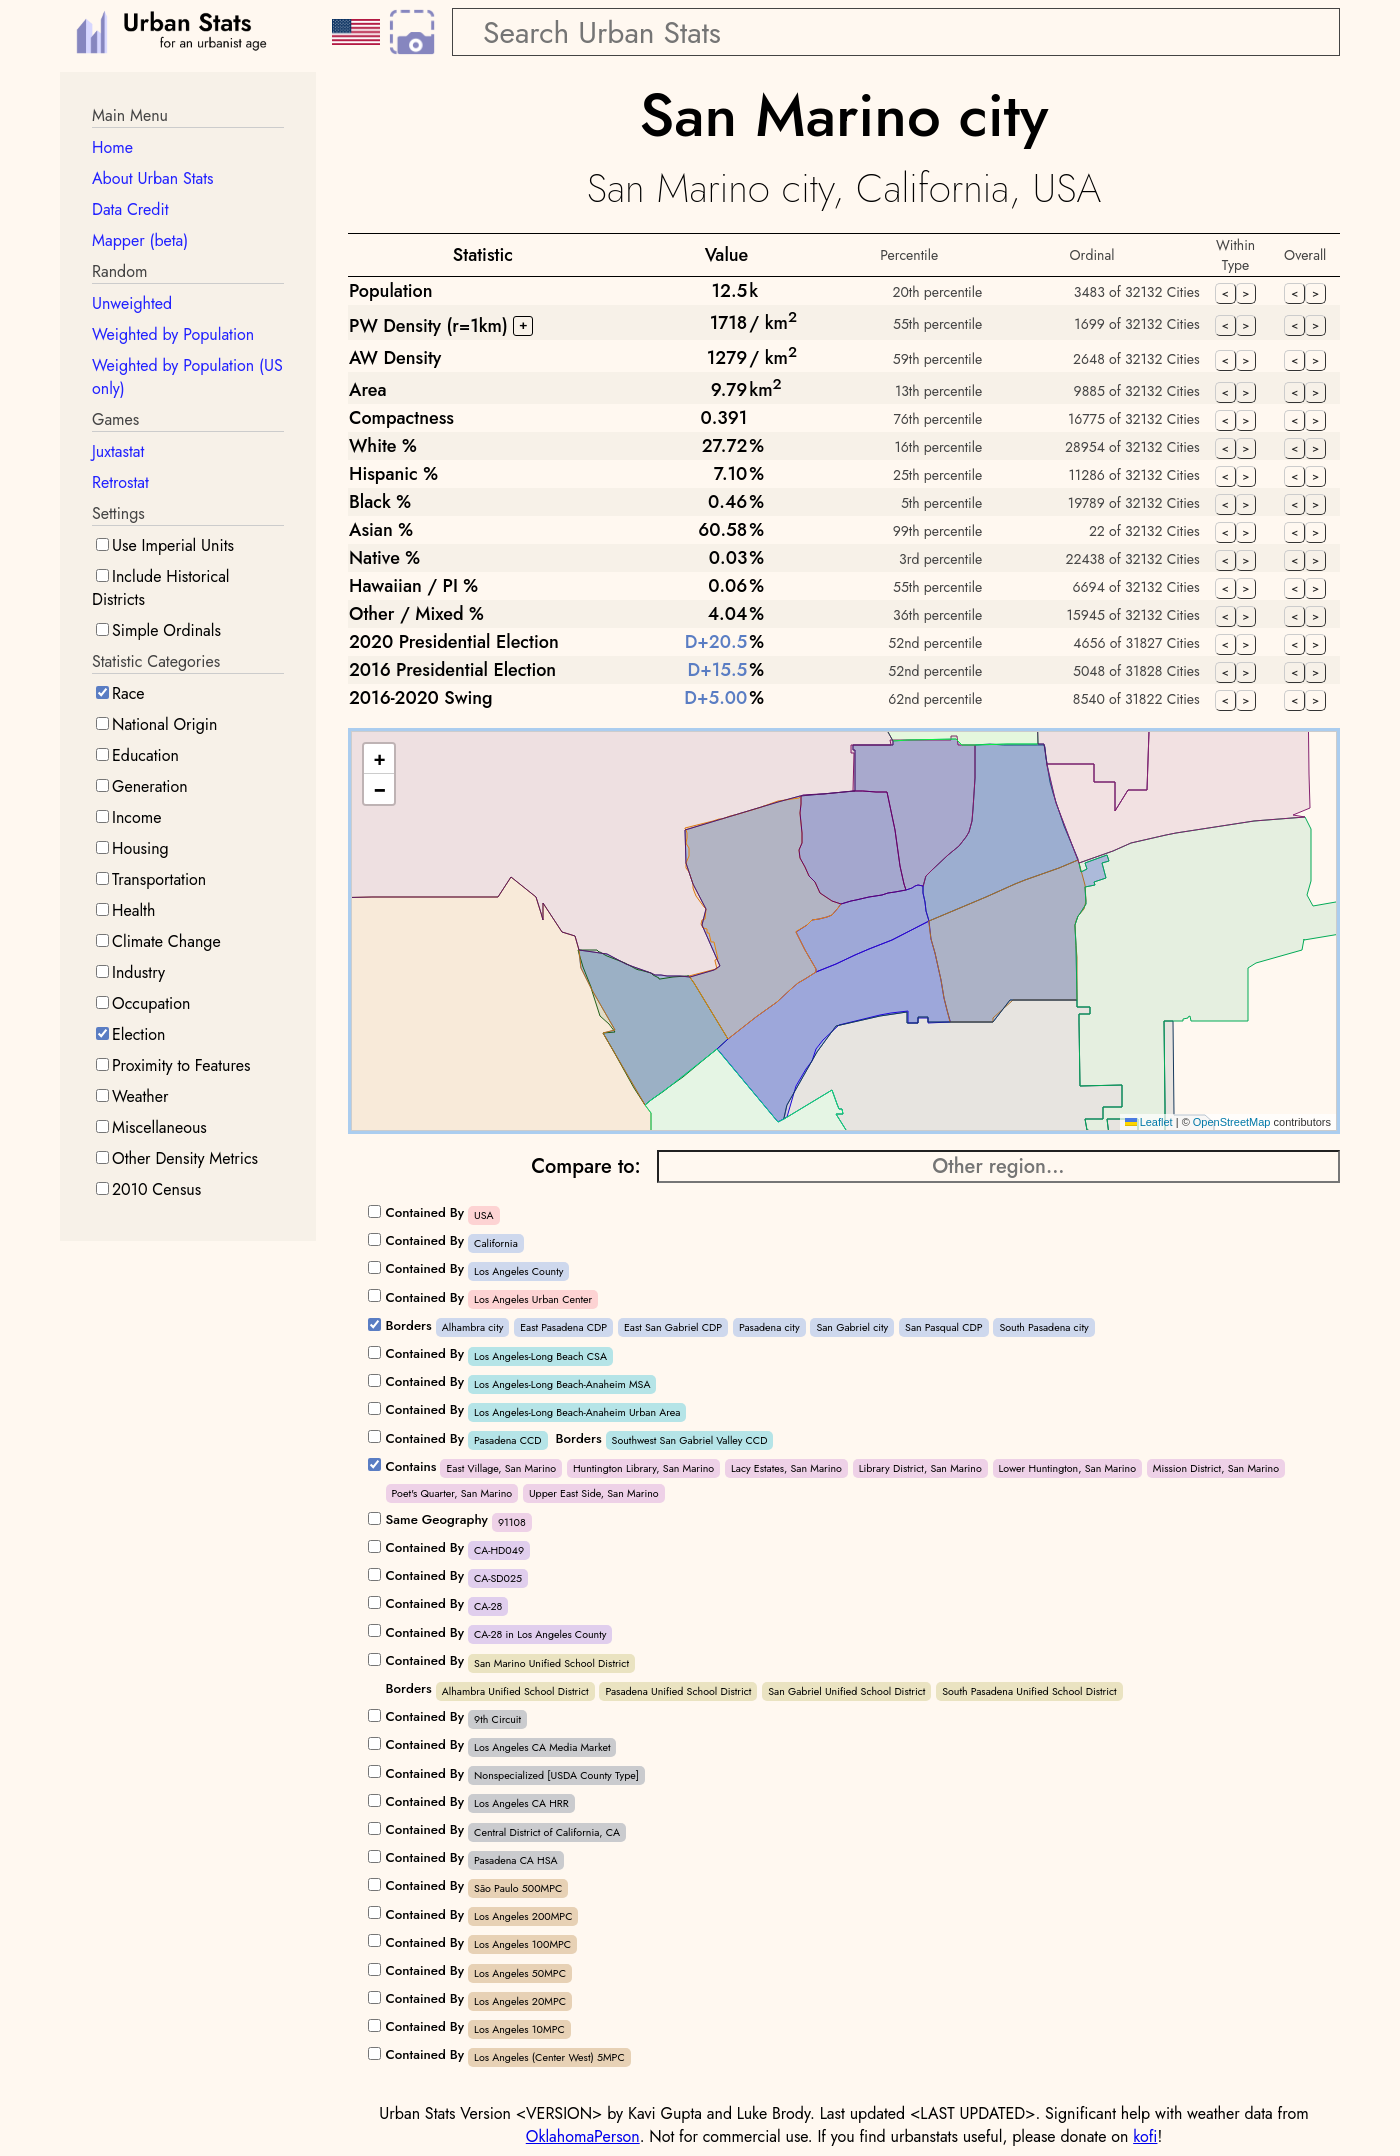 Urban Stats
for an urbanist age
Search Urban Stats
Main Menu
Home
About Urban Stats
Data Credit
Mapper (beta)
Random
Unweighted
Weighted by Population
Weighted by Population (US
only)
Games
Juxtastat
Retrostat
Settings
Use Imperial Units
Include Historical
Districts
Simple Ordinals
Statistic Categories
Race
National Origin
Education
Generation
Income
Housing
Transportation
Health
Climate Change
Industry
Occupation
Election
Proximity to Features
Weather
Miscellaneous
Other Density Metrics
2010 Census
San Marino city
San Marino city, California, USA
Statistic Value Percentile Ordinal Within Type Overall
Population 12.5 k 20th percentile 3483 of 32132 Cities < > < >
PW Density (r=1km) + 1718 / km2 55th percentile 1699 of 32132 Cities < > < >
AW Density 1279 / km2 59th percentile 2648 of 32132 Cities < > < >
Area 9.79 km2 13th percentile 9885 of 32132 Cities < > < >
Compactness 0.391 76th percentile 16775 of 32132 Cities < > < >
White % 27.72 % 16th percentile 28954 of 32132 Cities < > < >
Hispanic % 7.10 % 25th percentile 11286 of 32132 Cities < > < >
Black % 0.46 % 5th percentile 19789 of 32132 Cities < > < >
Asian % 60.58 % 99th percentile 22 of 32132 Cities < > < >
Native % 0.03 % 3rd percentile 22438 of 32132 Cities < > < >
Hawaiian / PI % 0.06 % 55th percentile 6694 of 32132 Cities < > < >
Other / Mixed % 4.04 % 36th percentile 15945 of 32132 Cities < > < >
2020 Presidential Election D+20.5 % 52nd percentile 4656 of 31827 Cities < > < >
2016 Presidential Election D+15.5 % 52nd percentile 5048 of 31828 Cities < > < >
2016-2020 Swing D+5.00 % 62nd percentile 8540 of 31822 Cities < > < >
+
−
Leaflet | © OpenStreetMap contributors
Compare to: Other region...
Contained By USA
Contained By California
Contained By Los Angeles County
Contained By Los Angeles Urban Center
Borders Alhambra city East Pasadena CDP East San Gabriel CDP Pasadena city San Gabriel city San Pasqual CDP South Pasadena city
Contained By Los Angeles-Long Beach CSA
Contained By Los Angeles-Long Beach-Anaheim MSA
Contained By Los Angeles-Long Beach-Anaheim Urban Area
Contained By Pasadena CCD Borders Southwest San Gabriel Valley CCD
Contains East Village, San Marino Huntington Library, San Marino Lacy Estates, San Marino Library District, San Marino Lower Huntington, San Marino Mission District, San Marino
Poet's Quarter, San Marino Upper East Side, San Marino
Same Geography 91108
Contained By CA-HD049
Contained By CA-SD025
Contained By CA-28
Contained By CA-28 in Los Angeles County
Contained By San Marino Unified School District
Borders Alhambra Unified School District Pasadena Unified School District San Gabriel Unified School District South Pasadena Unified School District
Contained By 9th Circuit
Contained By Los Angeles CA Media Market
Contained By Nonspecialized [USDA County Type]
Contained By Los Angeles CA HRR
Contained By Central District of California, CA
Contained By Pasadena CA HSA
Contained By São Paulo 500MPC
Contained By Los Angeles 200MPC
Contained By Los Angeles 100MPC
Contained By Los Angeles 50MPC
Contained By Los Angeles 20MPC
Contained By Los Angeles 10MPC
Contained By Los Angeles (Center West) 5MPC
Urban Stats Version <VERSION> by Kavi Gupta and Luke Brody. Last updated <LAST UPDATED>. Significant help with weather data from
OklahomaPerson. Not for commercial use. If you find urbanstats useful, please donate on kofi!